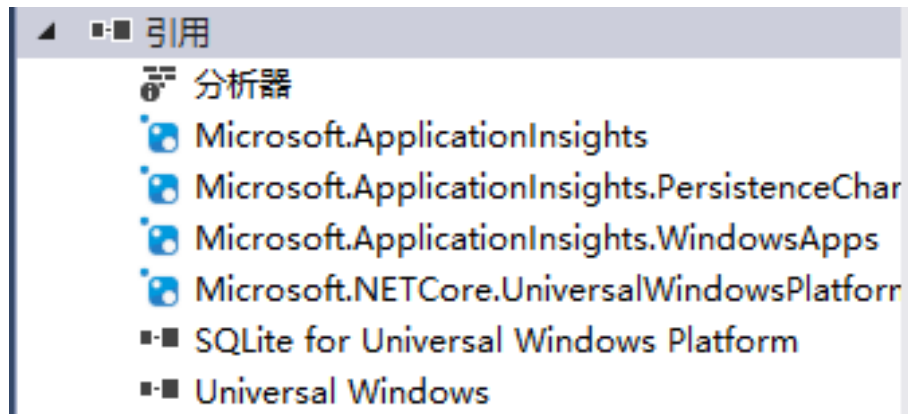 引用
分析器
Microsoft.ApplicationInsights
Microsoft.ApplicationInsights.PersistenceChar
Microsoft.ApplicationInsights.WindowsApps
Microsoft.NETCore.UniversalWindowsPlatforn
SQLite for Universal Windows Platform
Universal Windows